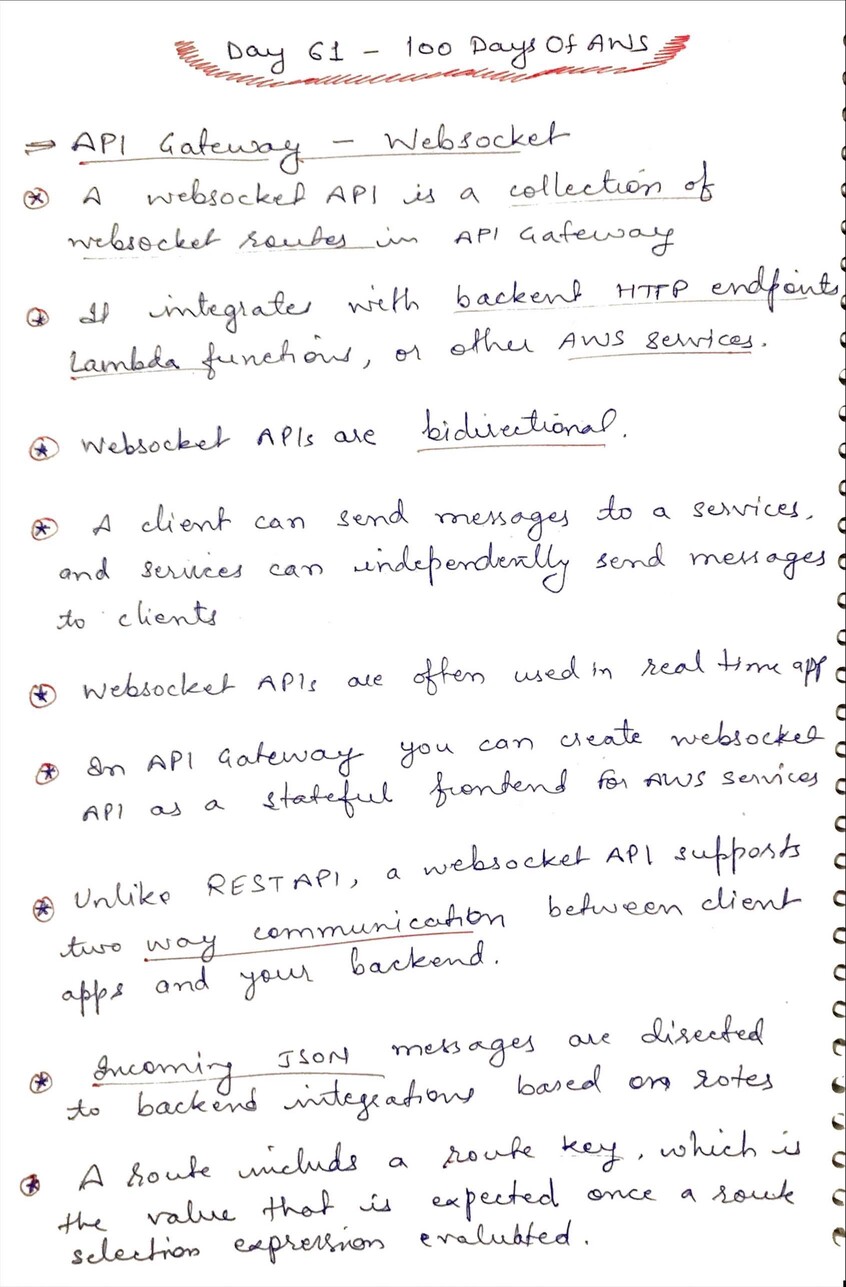 Day 61 - 100 Days Of AWS
⇒ API Gateway - Websocket
* A websocket API is a collection of
websocket routes in API Gateway
* It integrates with backent HTTP endpoints
Lambda functions, or other AWS services.
* Websocket APIs are bidirectional.
* A client can send messages to a services,
and services can independently send messages
to clients
* Websocket APIs are often used in real time app
* In API Gateway you can create websocket
API as a stateful frontend for AWS services
* Unlike REST API, a websocket API supports
two way communication between client
apps and your backend.
* Incoming JSON messages are directed
to backend integrations based on rotes
* A route includs a route key, which is
the value that is expected once a route
selection expression evalubted.